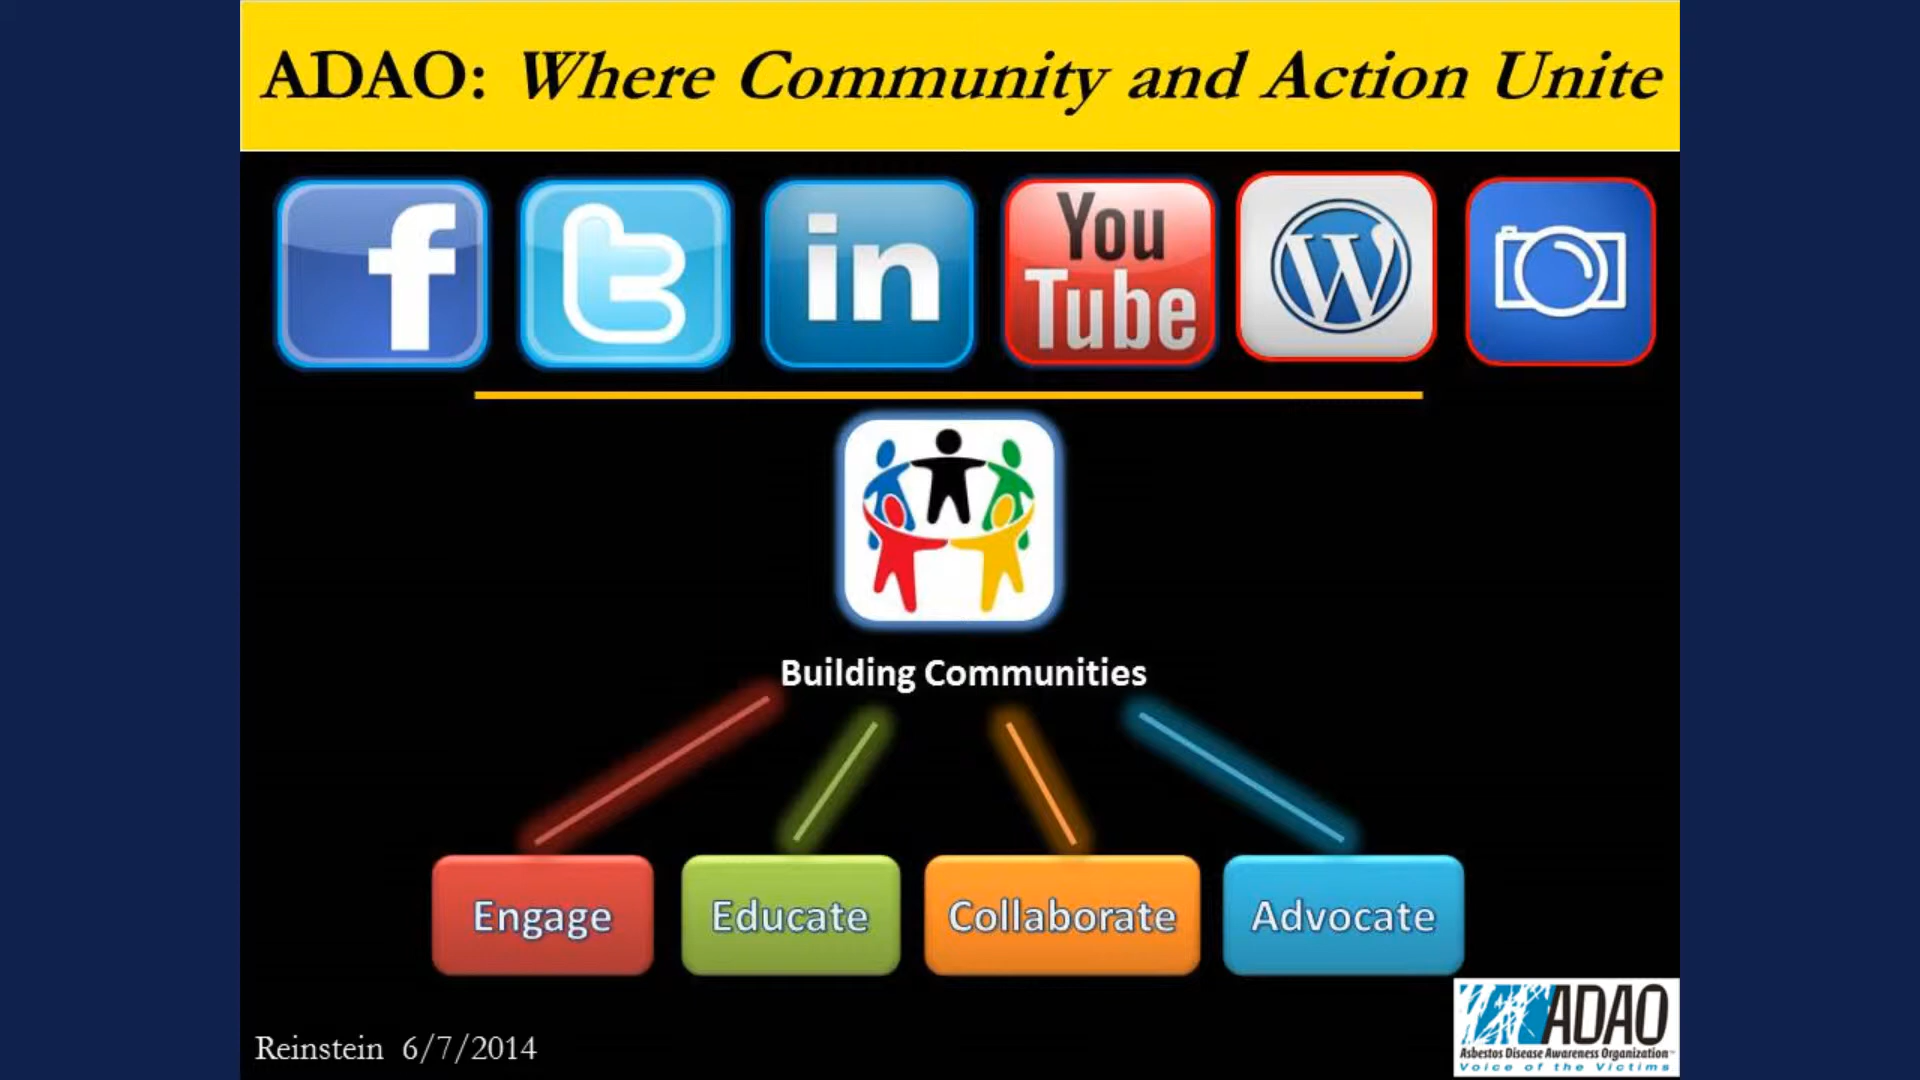 ADAO: Where Community and Action Unite
f
t
in
You
Tube
W
Building Communities
Engage
Educate
Collaborate
Advocate
ADAO
Asbestos Disease Awareness Organization
Voice of the Victims
Reinstein 6/7/2014